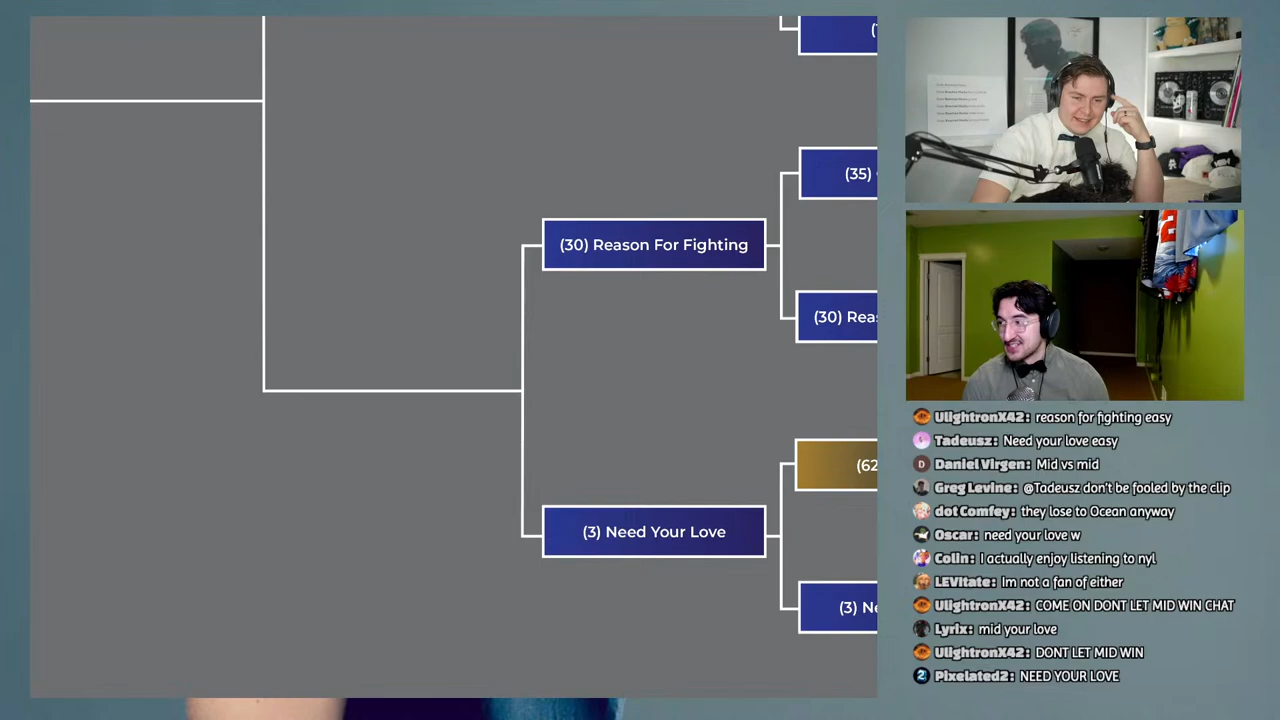 (35)
(30) Reason For Fighting
(30) Reas
(62
(3) Need Your Love
(3) Ne
UlightronX42: reason for fighting easy
Tadeusz: Need your love easy
D Daniel Virgen: Mid vs mid
Greg Levine: @Tadeusz don't be fooled by the clip
dot Comfey: they lose to Ocean anyway
Oscar: need your love w
Colin: I actually enjoy listening to nyl
LEVitate: Im not a fan of either
UlightronX42: COME ON DONT LET MID WIN CHAT
Lyrix: mid your love
UlightronX42: DONT LET MID WIN
Pixelated2: NEED YOUR LOVE